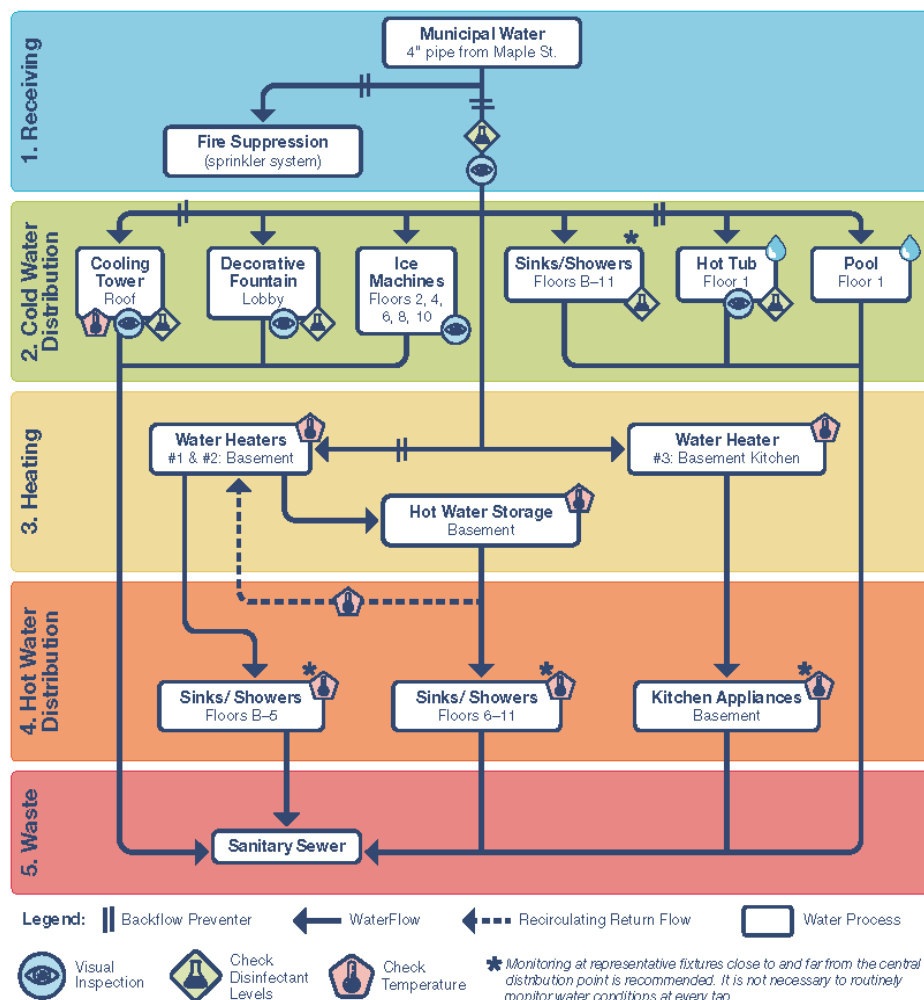 1. Receiving
Municipal Water
4" pipe from Maple St.
Fire Suppression
(sprinkler system)
2. Cold Water
Distribution
Cooling
Tower
Roof
Decorative
Fountain
Lobby
Ice
Machines
Floors 2, 4,
6, 8, 10
Sinks/Showers
Floors B–11
*
Hot Tub
Floor 1
Pool
Floor 1
3. Heating
Water Heaters
#1 & #2: Basement
Water Heater
#3: Basement Kitchen
Hot Water Storage
Basement
4. Hot Water
Distribution
Sinks/ Showers
Floors B–5
*
Sinks/ Showers
Floors 6–11
*
Kitchen Appliances
Basement
*
5. Waste
Sanitary Sewer
Legend:
Backflow Preventer
WaterFlow
Recirculating Return Flow
Water Process
Visual
Inspection
Check
Disinfectant
Levels
Check
Temperature
* Monitoring at representative fixtures close to and far from the central
distribution point is recommended. It is not necessary to routinely
monitor water conditions at every tap